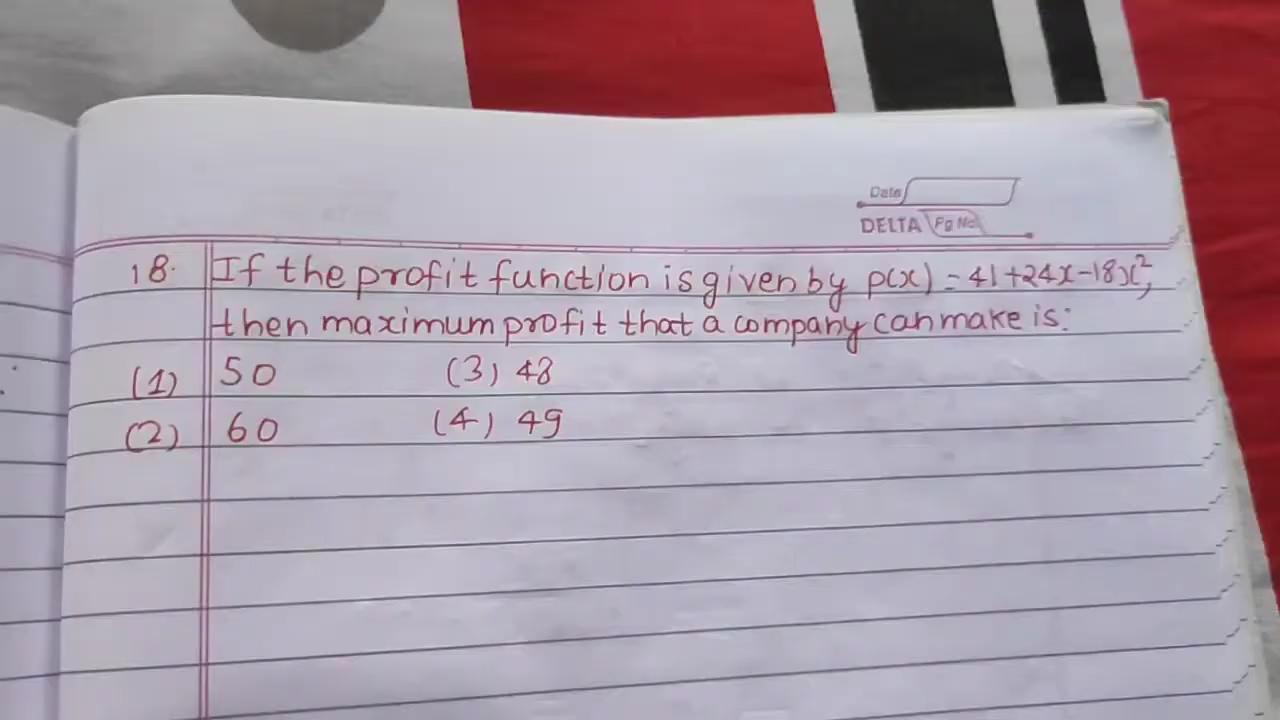 Date
DELTA Pg No
18. If the profit function is given by p(x) = 41+24x-18x²,
then maximum profit that a company can make is:
(1) 50 (3) 48
(2) 60 (4) 49